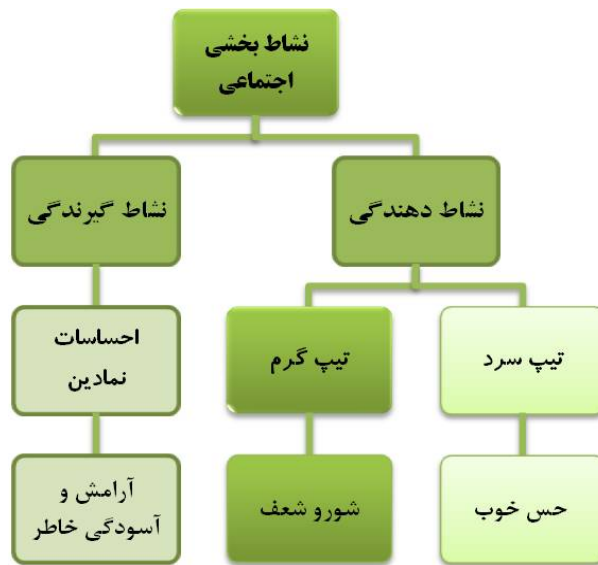 نشاط بخشی
اجتماعی
نشاط دهندگی
نشاط گیرندگی
تیپ سرد
تیپ گرم
احساسات
نمادین
حس خوب
شورو شعف
آرامش و
آسودگی خاطر